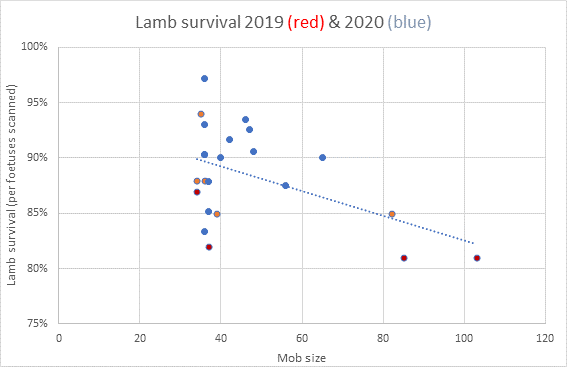 Lamb survival 2019 (red) & 2020 (blue)
Lamb survival (per foetuses scanned)
100%
95%
90%
85%
80%
75%
0 20 40 60 80 100 120
Mob size